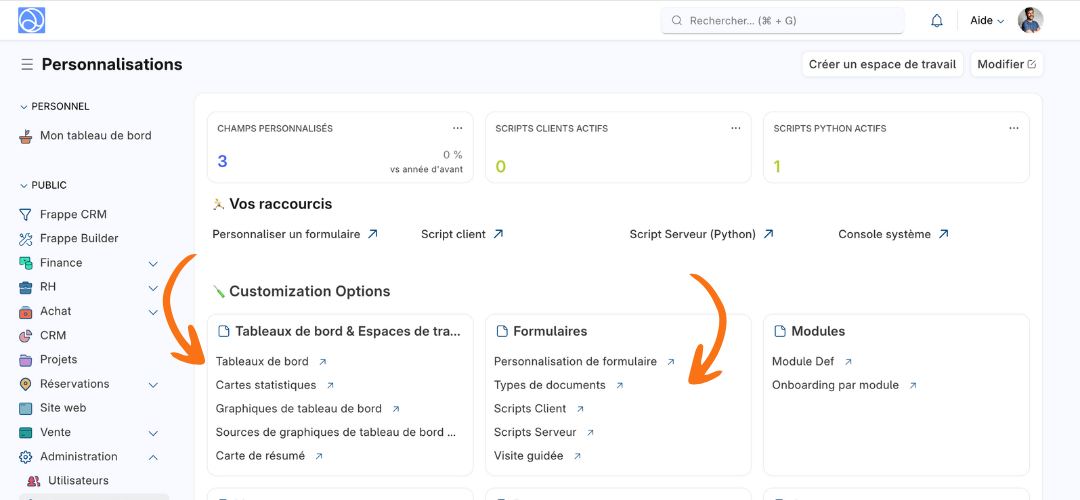 Rechercher... (⌘ + G)
Aide
Personnalisations
Créer un espace de travail
Modifier
PERSONNEL
Mon tableau de bord
PUBLIC
Frappe CRM
Frappe Builder
Finance
RH
Achat
CRM
Projets
Réservations
Site web
Vente
Administration
Utilisateurs
CHAMPS PERSONNALISÉS
3
0 %
vs année d'avant
SCRIPTS CLIENTS ACTIFS
0
SCRIPTS PYTHON ACTIFS
1
Vos raccourcis
Personnaliser un formulaire
Script client
Script Serveur (Python)
Console système
Customization Options
Tableaux de bord & Espaces de tra...
Tableaux de bord
Cartes statistiques
Graphiques de tableau de bord
Sources de graphiques de tableau de bord ...
Carte de résumé
Formulaires
Personnalisation de formulaire
Types de documents
Scripts Client
Scripts Serveur
Visite guidée
Modules
Module Def
Onboarding par module